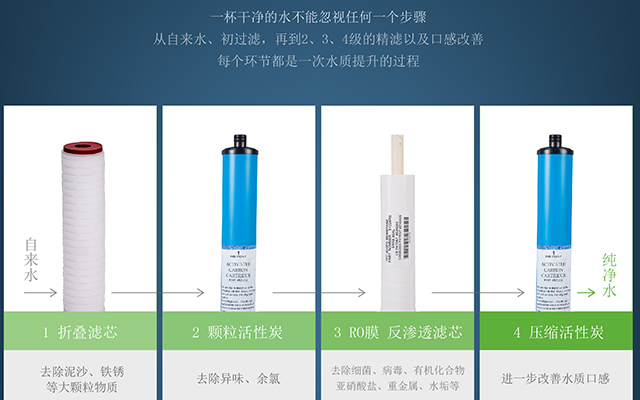 一杯干净的水不能忽视任何一个步骤
从自来水、初过滤，再到2、3、4级的精滤以及口感改善
每个环节都是一次水质提升的过程
自来水
纯净水
ACTIVATED
CARBON
CARTRIDGE
ACTIVATED
CARBON
CARTRIDGE
1 折叠滤芯
2 颗粒活性炭
3 RO膜 反渗透滤芯
4 压缩活性炭
去除泥沙、铁锈
等大颗粒物质
去除异味、余氯
去除细菌、病毒、有机化合物
亚硝酸盐、重金属、水垢等
进一步改善水质口感